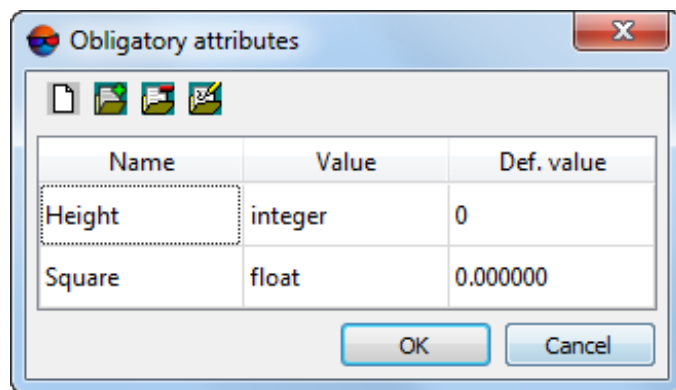 Obligatory attributes
Name Value Def. value
Height integer 0
Square float 0.000000
OK Cancel